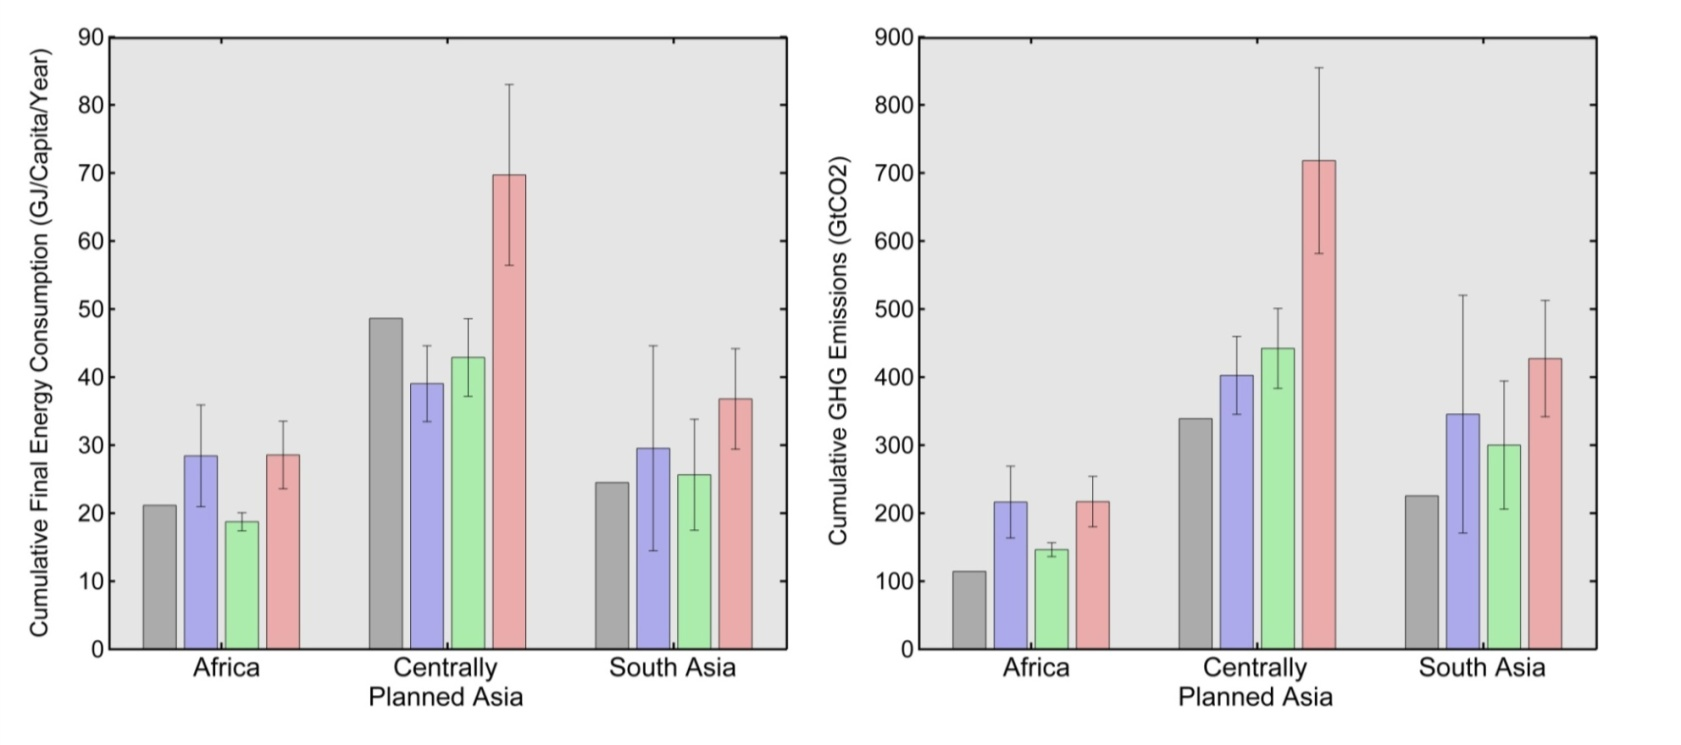 Cumulative Final Energy Consumption (GJ/Capita/Year)
90
80
70
60
50
40
30
20
10
0
Africa
Centrally
Planned Asia
South Asia
Cumulative GHG Emissions (GtCO2)
900
800
700
600
500
400
300
200
100
0
Africa
Centrally
Planned Asia
South Asia